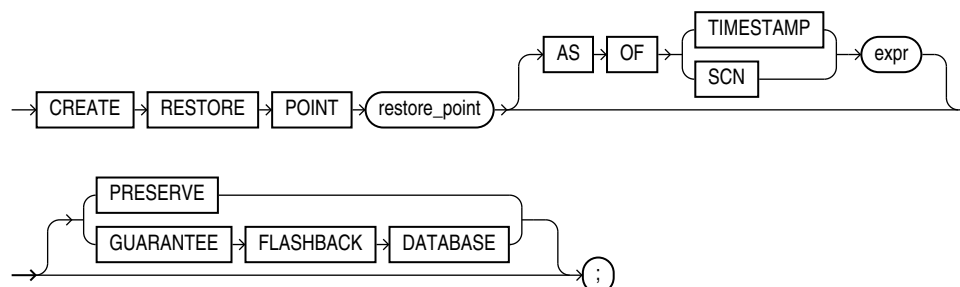 TIMESTAMP
AS OF expr
SCN
CREATE RESTORE POINT restore_point
PRESERVE
GUARANTEE FLASHBACK DATABASE
;